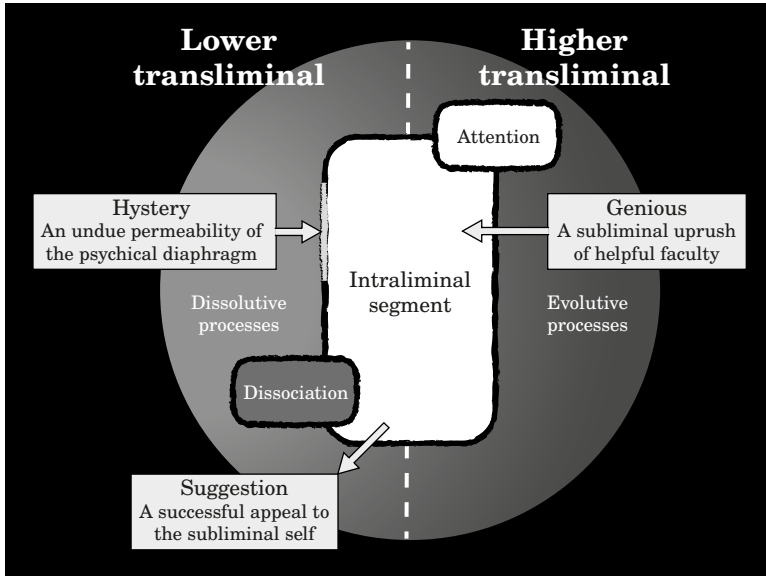 Lower
transliminal
Higher
transliminal
Attention
Hystery
An undue permeability of
the psychical diaphragm
Genious
A subliminal uprush
of helpful faculty
Intraliminal
segment
Dissolutive
processes
Evolutive
processes
Dissociation
Suggestion
A successful appeal to
the subliminal self